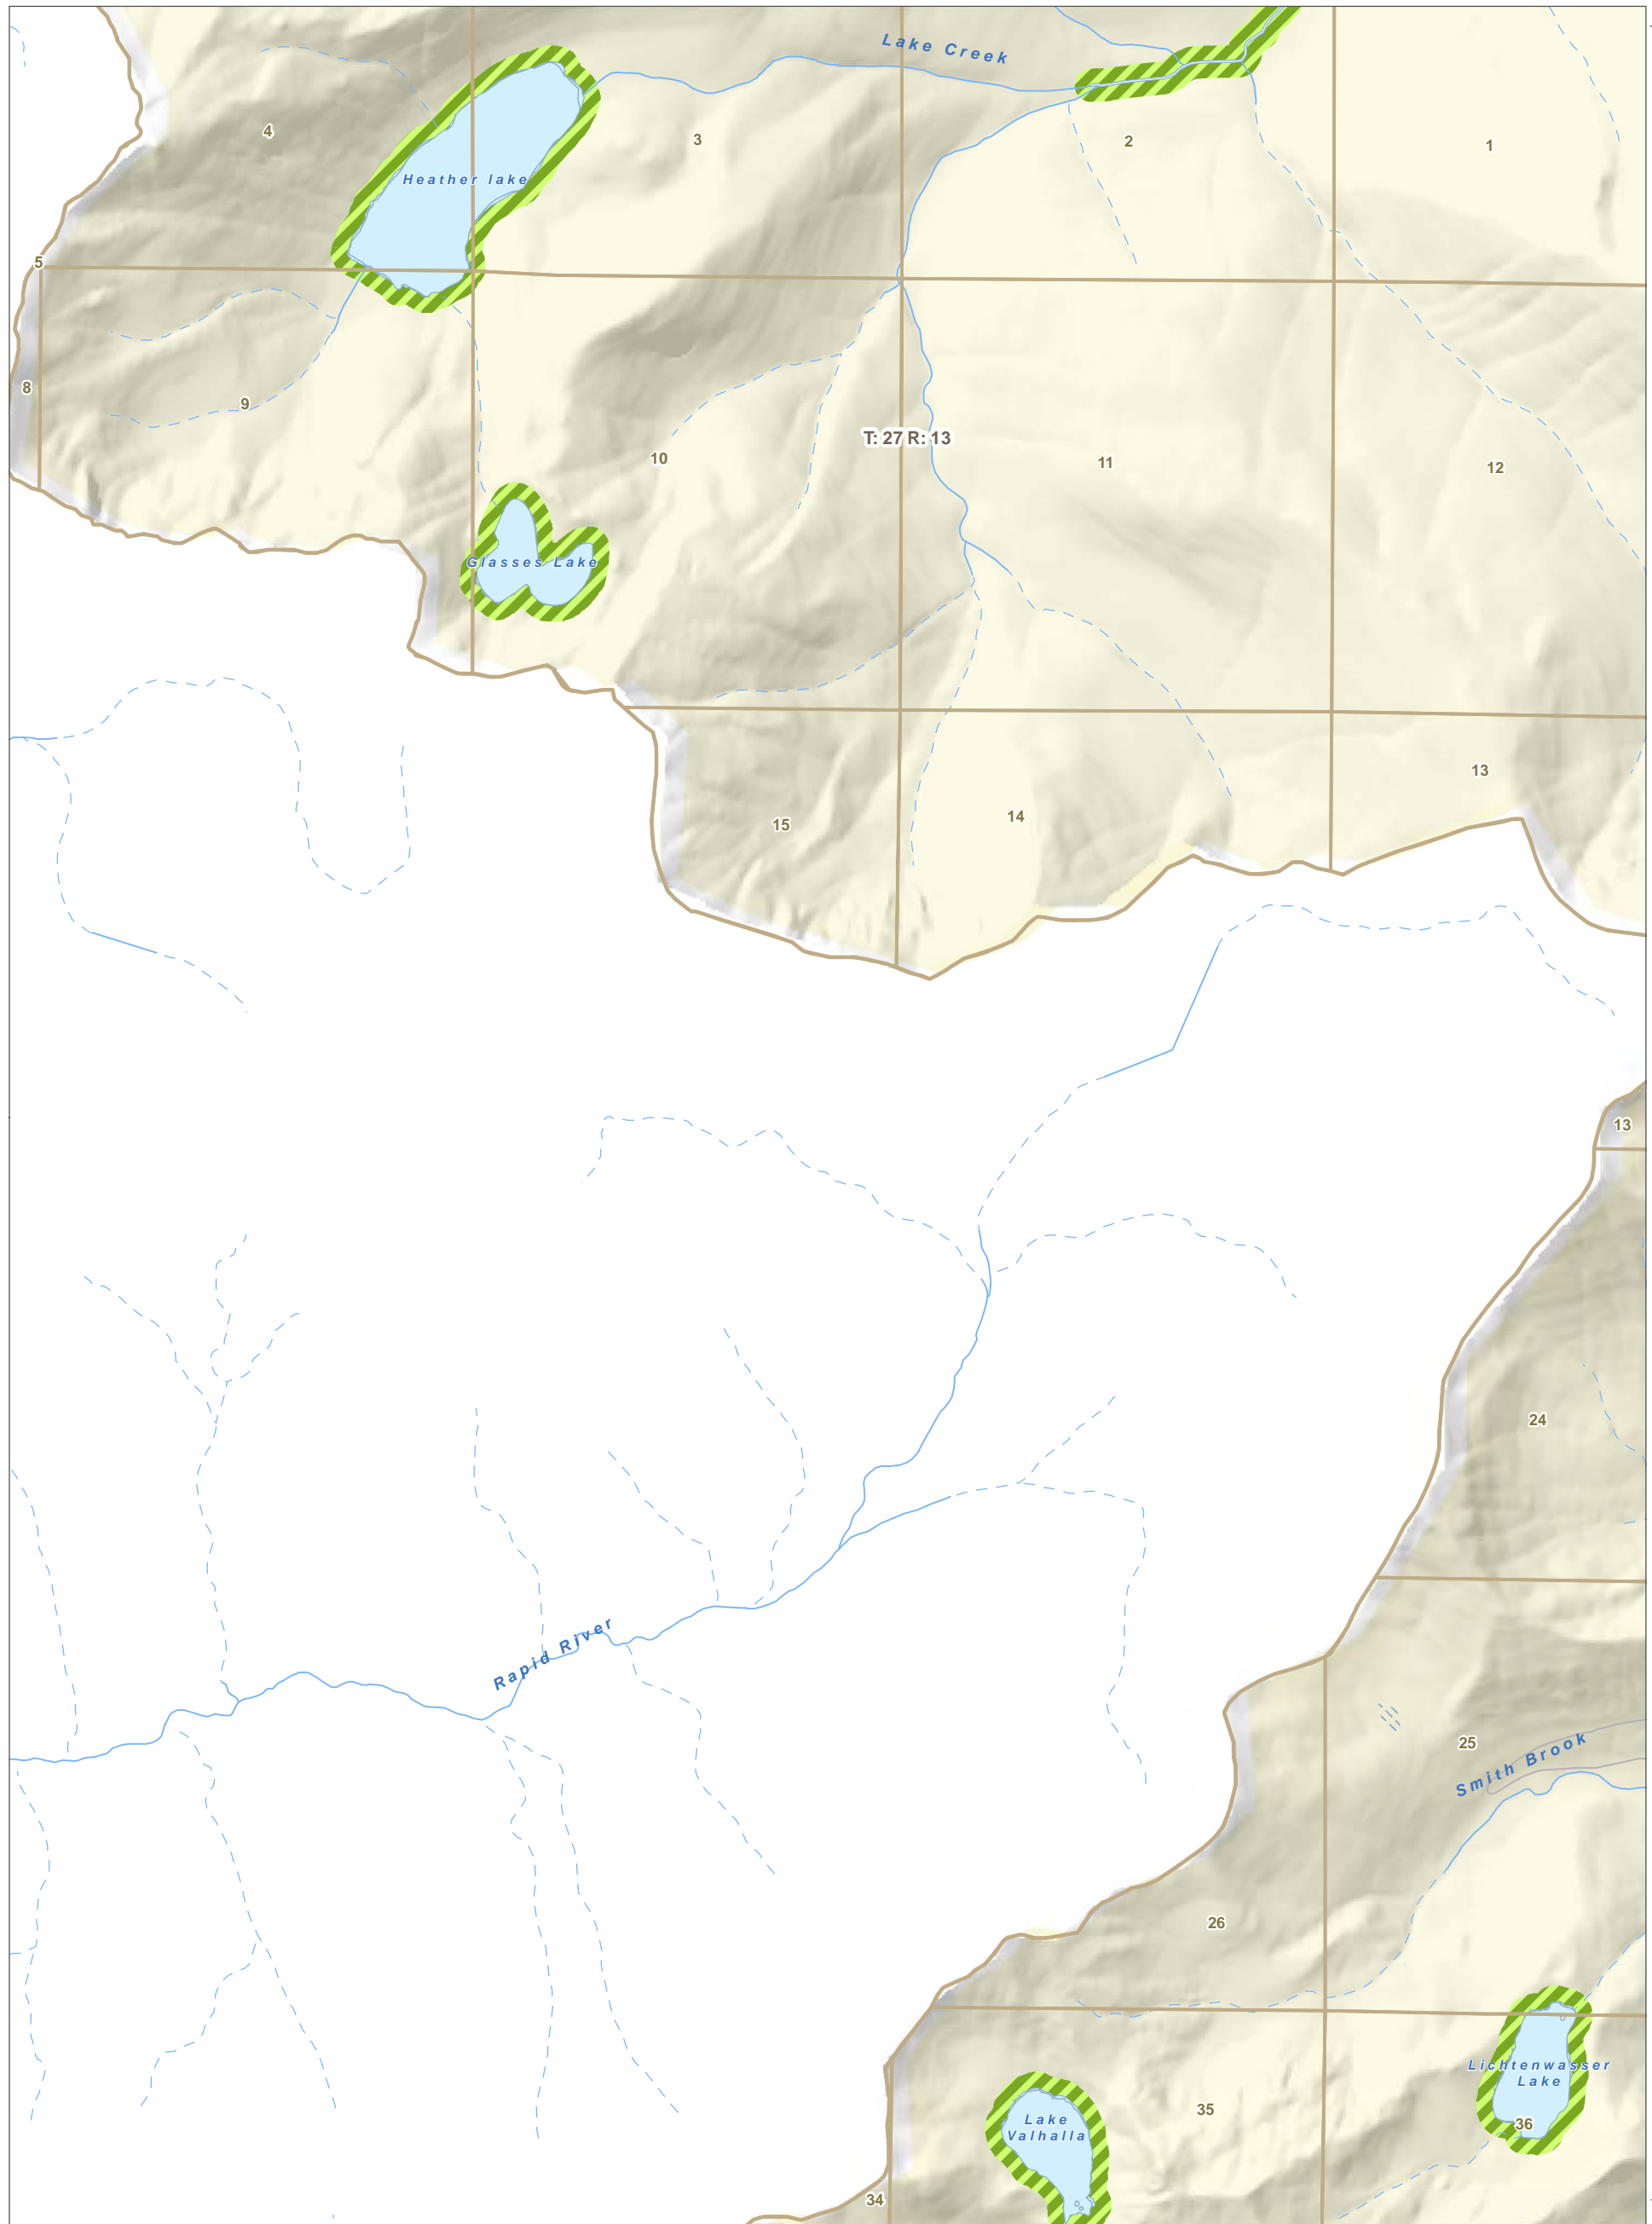 Lake Creek
4
3
2
1
Heather lake
5
8
9
T: 27 R: 13
10
11
12
Glasses Lake
13
15
14
13
24
Rapid River
25
Smith Brook
26
Lichtenwasser
Lake
35
36
Lake
Valhalla
34